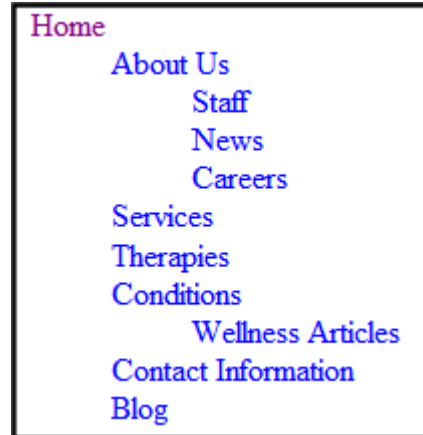 Home
About Us
Staff
News
Careers
Services
Therapies
Conditions
Wellness Articles
Contact Information
Blog